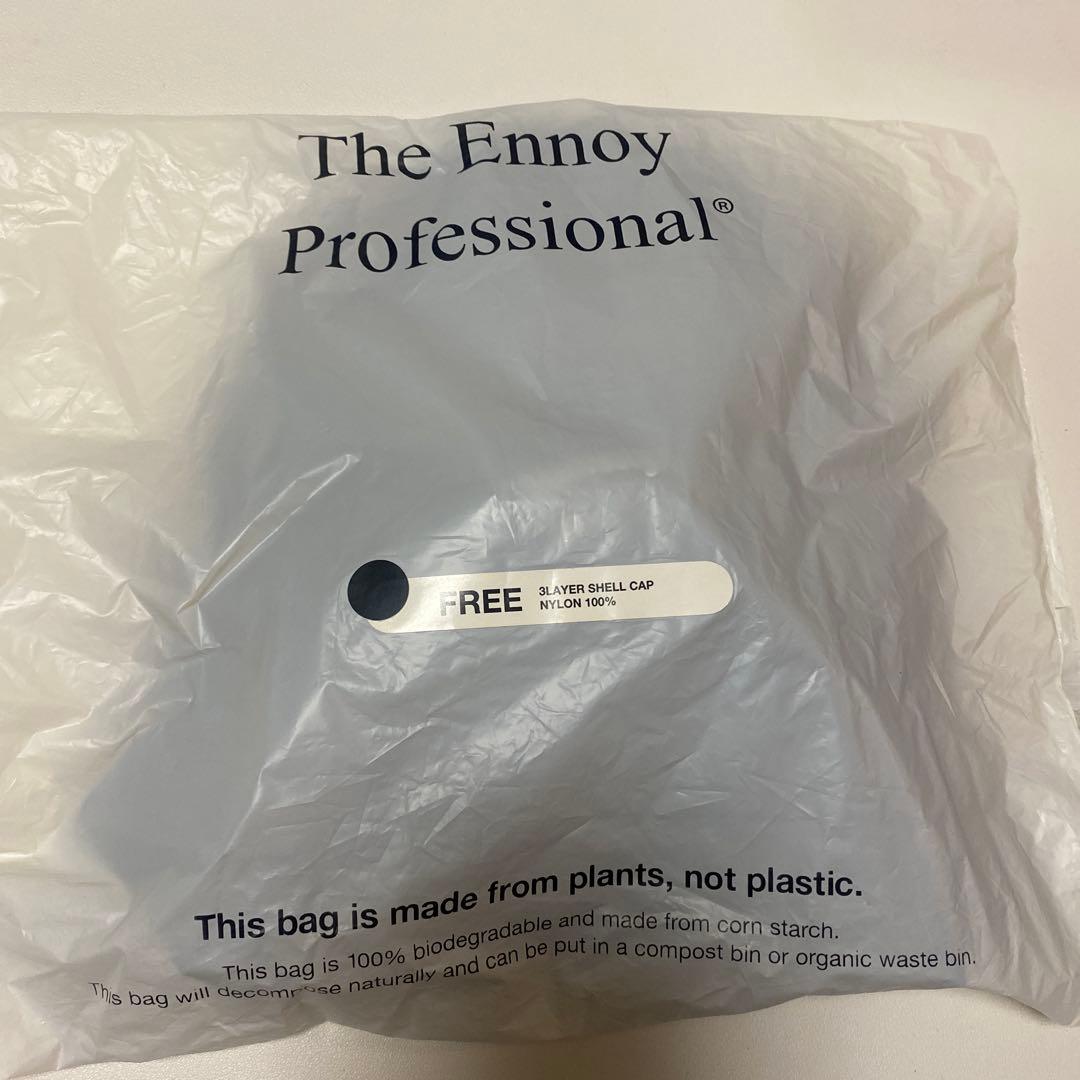 The Ennoy
Professional®
FREE
3LAYER SHELL CAP
NYLON 100%
This bag is made from plants, not plastic.
This bag is 100% biodegradable and made from corn starch.
This bag will decompose naturally and can be put in a compost bin or organic waste bin.